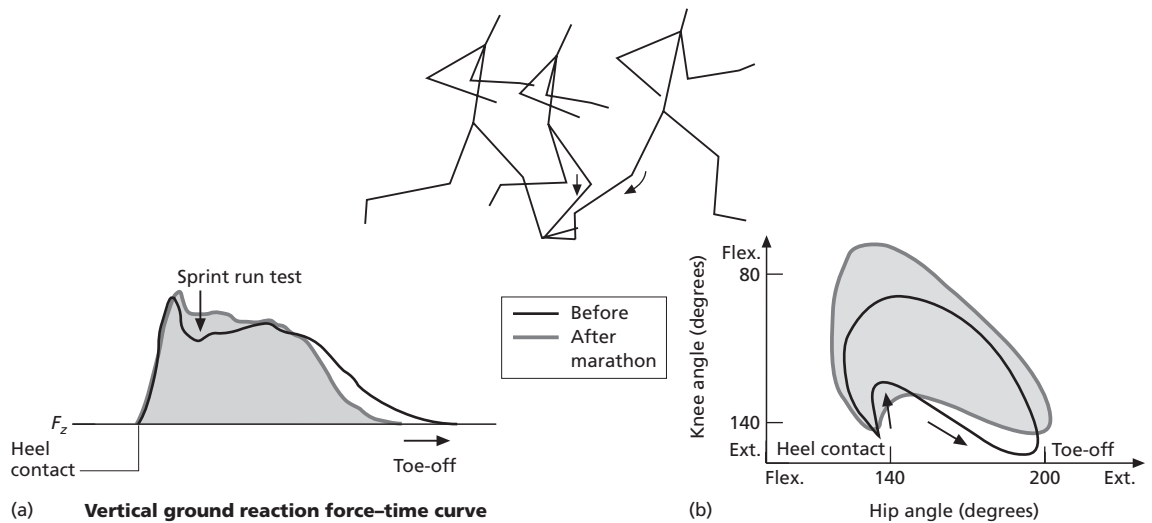 Sprint run test
Before
After
marathon
F_z
Heel
contact
Toe-off
(a) Vertical ground reaction force–time curve
Flex.
80
Knee angle (degrees)
140
Ext.
Heel contact
Toe-off
Flex.
140
200
Ext.
(b)
Hip angle (degrees)